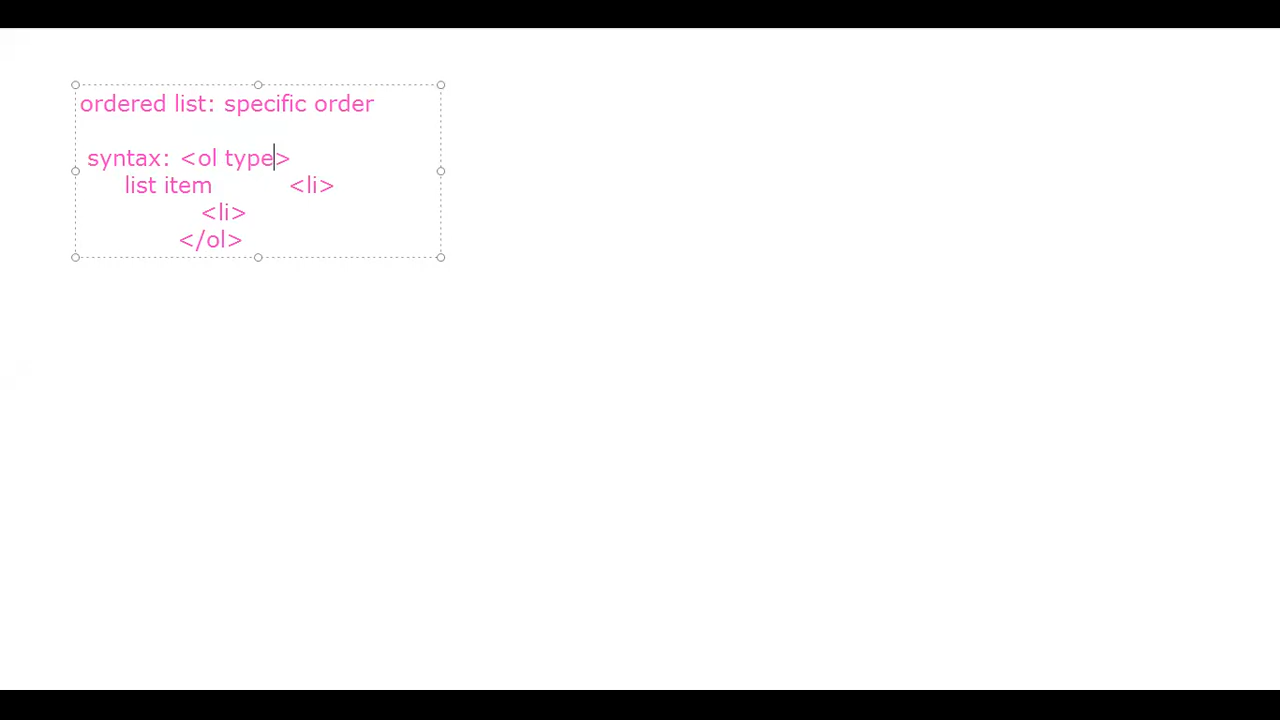 ordered list: specific order
syntax: <ol type>
list item <li>
<li>
</ol>